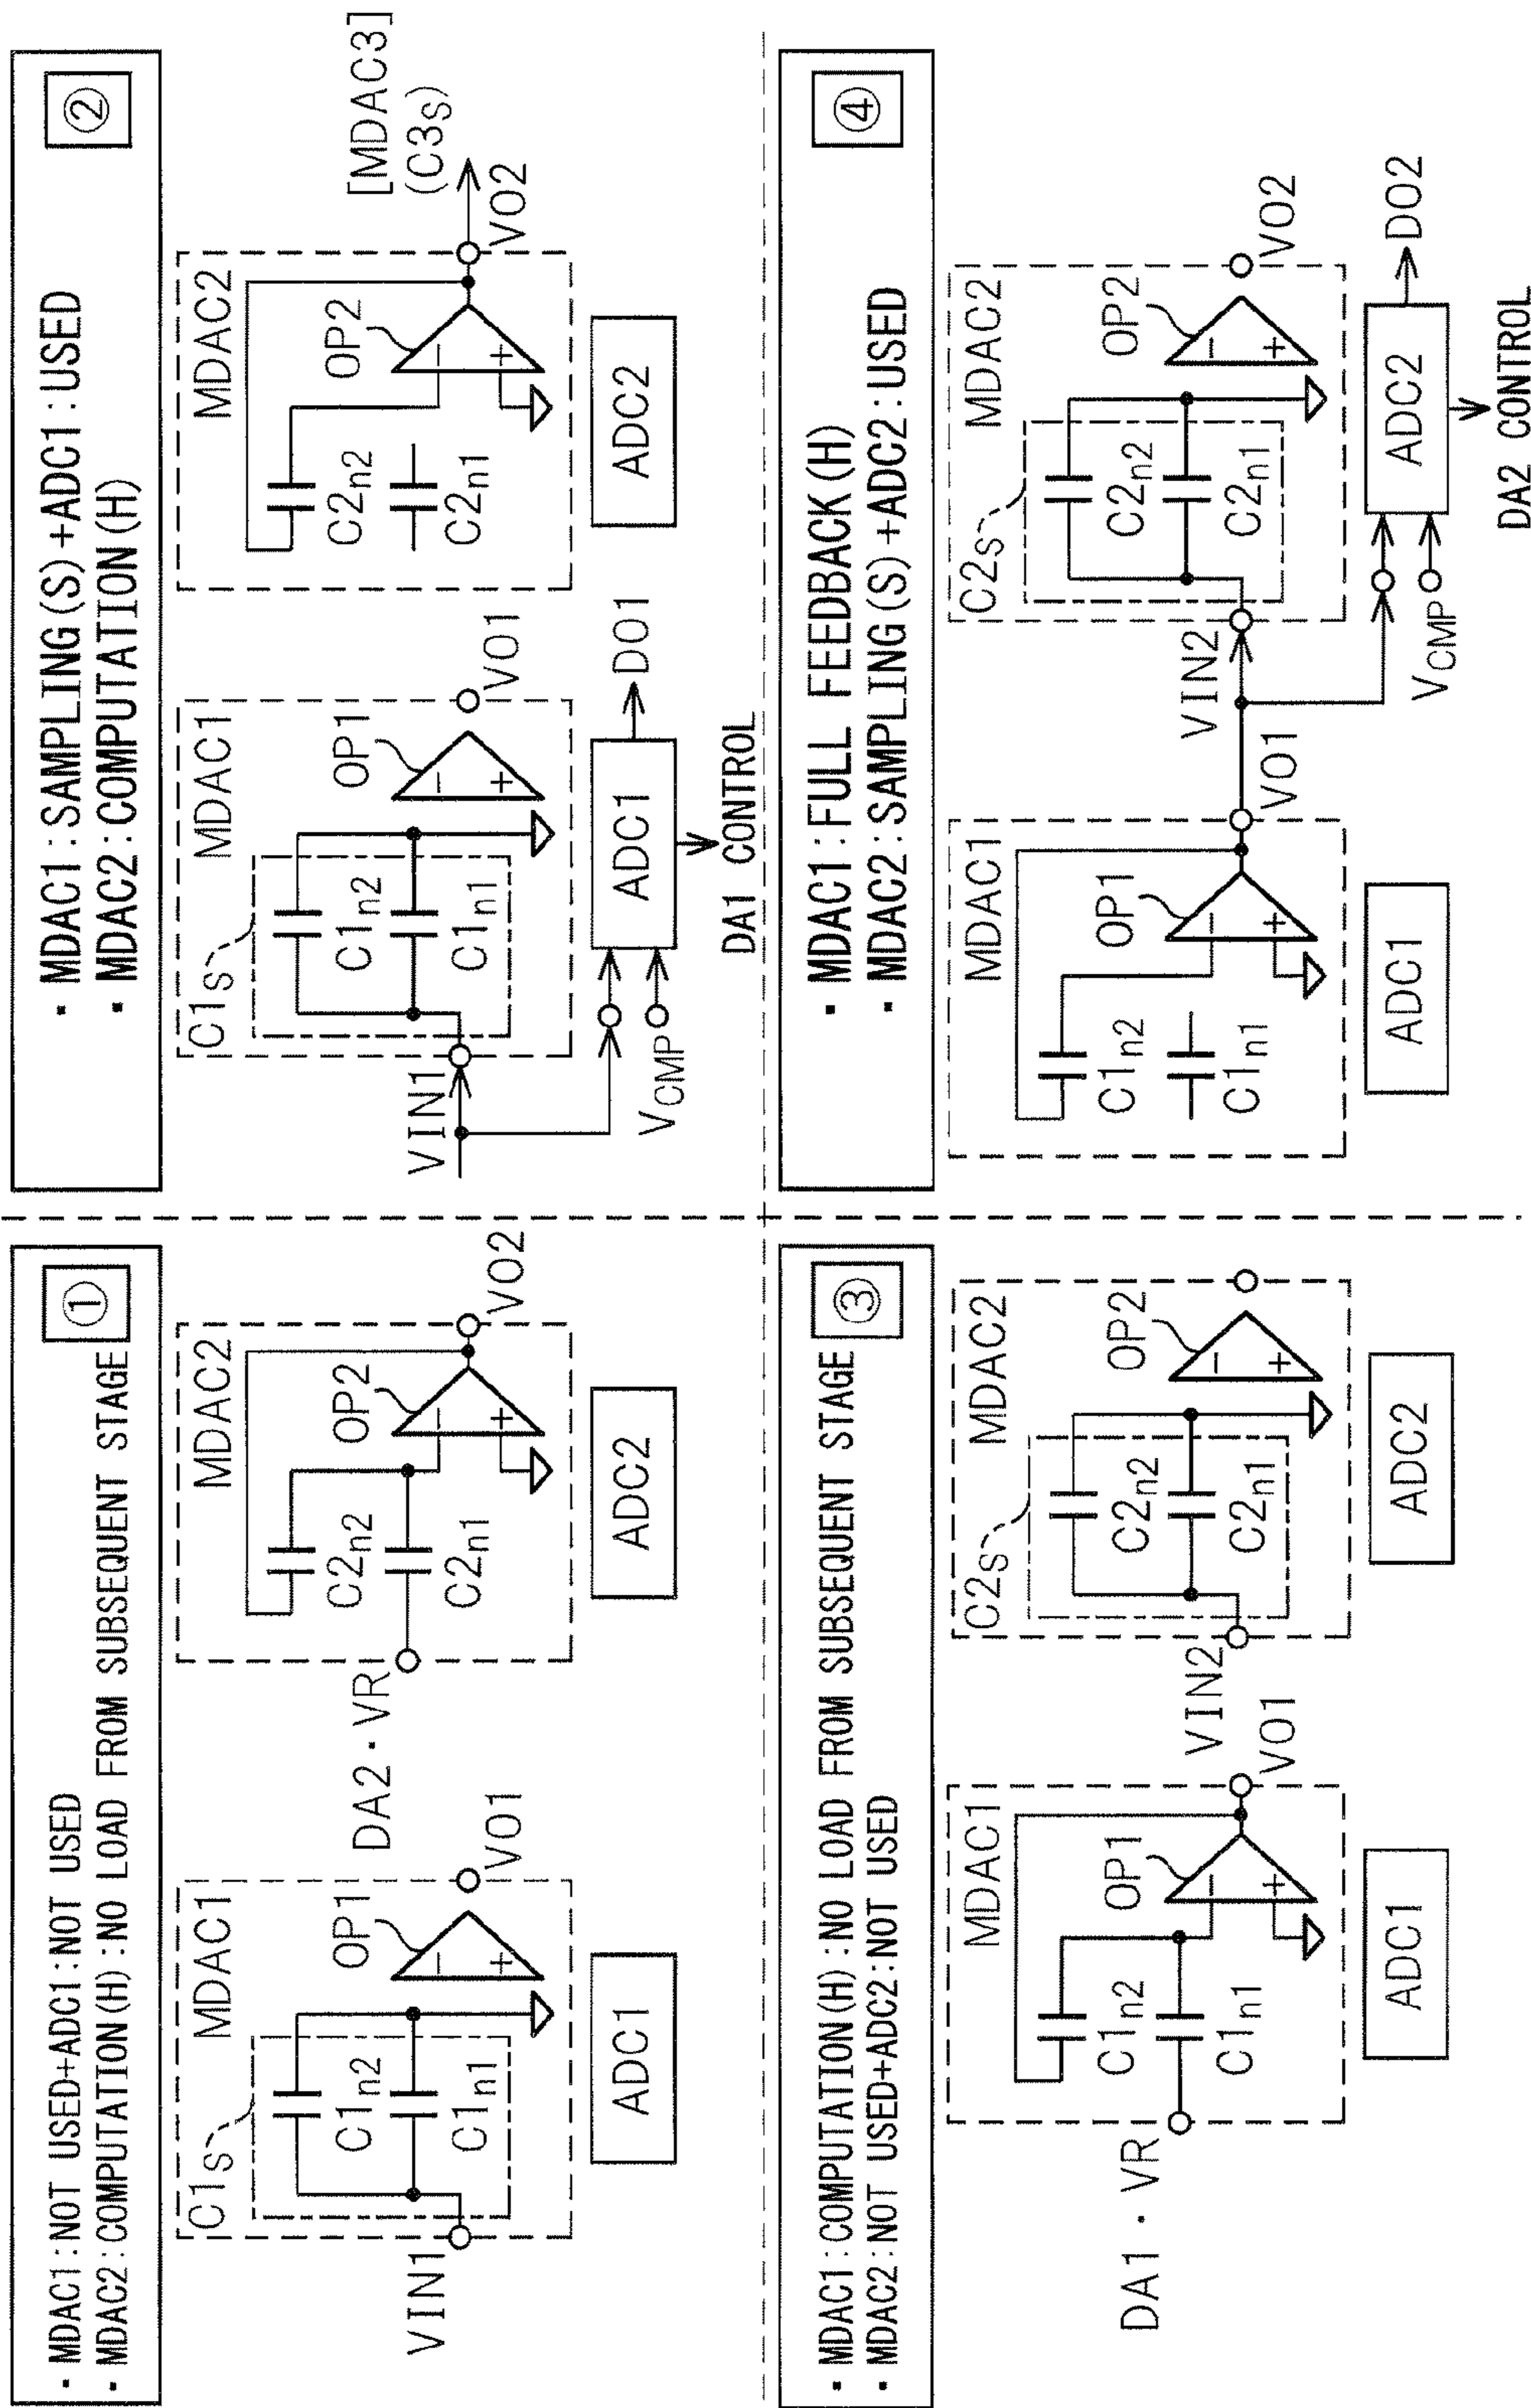 ①
• MDAC1:NOT USED+ADC1:NOT USED
• MDAC2:COMPUTATION(H):NO LOAD FROM SUBSEQUENT STAGE
MDAC1
C1S
C1n2
C1n1
OP1
−
+
VIN1
VO1
ADC1
MDAC2
DA2·VR
C2n2
C2n1
OP2
−
+
VO2
ADC2
②
• MDAC1:SAMPLING(S)+ADC1:USED
• MDAC2:COMPUTATION(H)
MDAC1
C1S
C1n2
C1n1
OP1
−
+
VIN1
VO1
VCMP
ADC1
DO1
DA1 CONTROL
MDAC2
C2n2
C2n1
OP2
−
+
VO2
[MDAC3]
(C3S)
ADC2
③
• MDAC1:COMPUTATION(H):NO LOAD FROM SUBSEQUENT STAGE
• MDAC2:NOT USED+ADC2:NOT USED
MDAC1
DA1·VR
C1n2
C1n1
OP1
−
+
VO1
ADC1
MDAC2
C2S
C2n2
C2n1
OP2
−
+
VIN2
ADC2
④
• MDAC1:FULL FEEDBACK(H)
• MDAC2:SAMPLING(S)+ADC2:USED
MDAC1
C1n2
C1n1
OP1
−
+
VO1
ADC1
MDAC2
C2S
C2n2
C2n1
OP2
−
+
VIN2
VO2
VCMP
ADC2
DO2
DA2 CONTROL